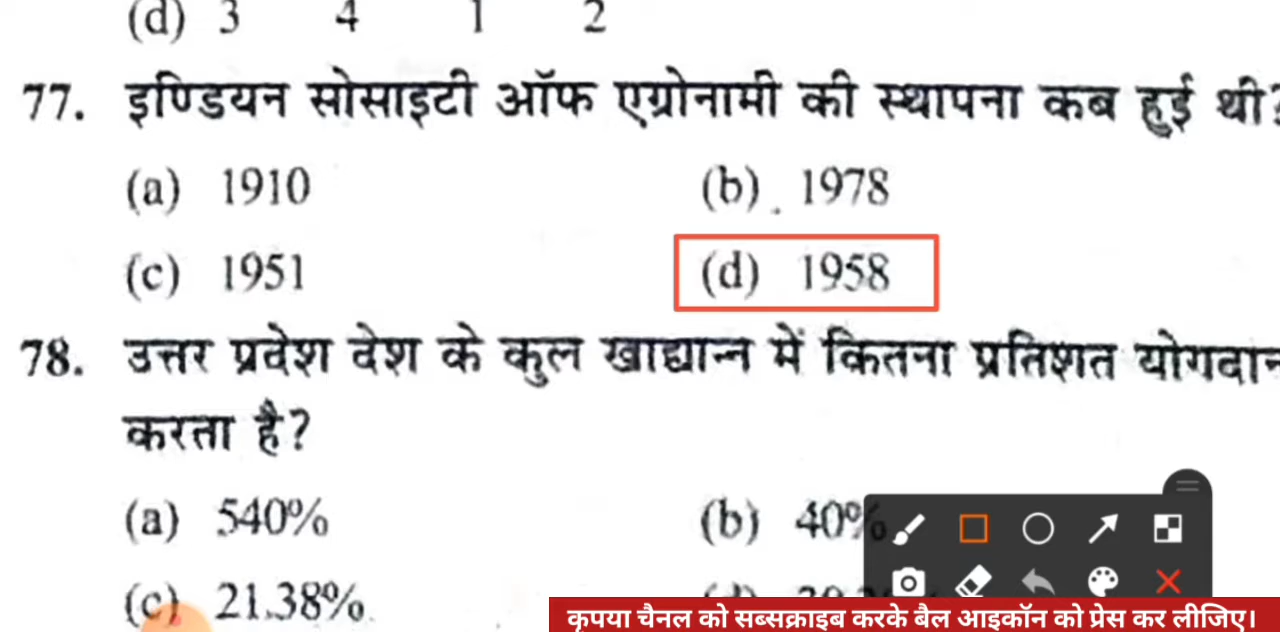 (d) 3 4 1 2
77. इण्डियन सोसाइटी ऑफ एग्रोनामी की स्थापना कब हुई थी?
(a) 1910 (b) 1978
(c) 1951 (d) 1958
78. उत्तर प्रदेश देश के कुल खाद्यान्न में कितना प्रतिशत योगदान
करता है?
(a) 540% (b) 40%
(c) 21.38%
कृपया चैनल को सब्सक्राइब करके बैल आइकॉन को प्रेस कर लीजिए।